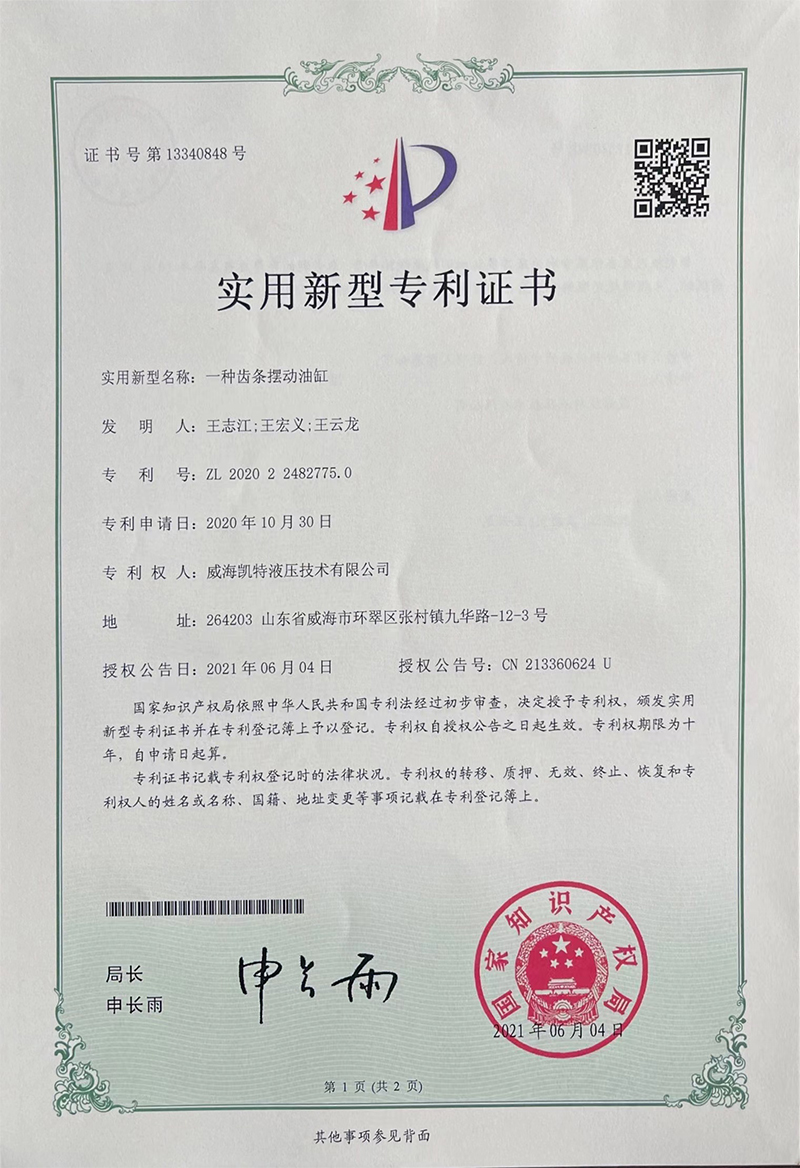 证书号第13340848号
实用新型专利证书
实用新型名称：一种齿条摆动油缸
发明人：王志江;王宏义;王云龙
专利号：ZL 2020 2 2482775.0
专利申请日：2020年10月30日
专利权人：威海凯特液压技术有限公司
地址：264203 山东省威海市环翠区张村镇九华路-12-3号
授权公告日：2021年06月04日 授权公告号：CN 213360624 U
国家知识产权局依照中华人民共和国专利法经过初步审查，决定授予专利权，颁发实用
新型专利证书并在专利登记簿上予以登记。专利权自授权公告之日起生效。专利权期限为十
年，自申请日起算。
专利证书记载专利权登记时的法律状况。专利权的转移、质押、无效、终止、恢复和专
利权人的姓名或名称、国籍、地址变更等事项记载在专利登记簿上。
局长
申长雨
申长雨
国家知识产权局
2021年06月04日
第1页(共2页)
其他事项参见背面